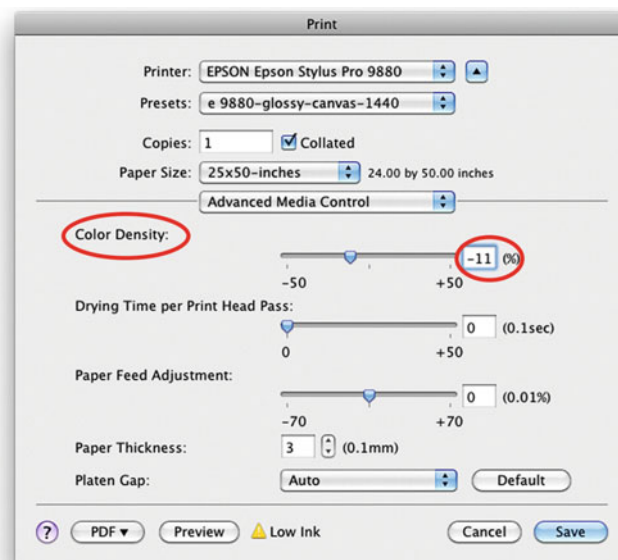 Print
Printer: EPSON Epson Stylus Pro 9880
Presets: e 9880-glossy-canvas-1440
Copies: 1 Collated
Paper Size: 25x50-inches 24.00 by 50.00 inches
Advanced Media Control
Color Density:
-11 (%)
-50 +50
Drying Time per Print Head Pass:
0 (0.1sec)
0 +50
Paper Feed Adjustment:
0 (0.01%)
-70 +70
Paper Thickness: 3 (0.1mm)
Platen Gap: Auto Default
? PDF ▼ Preview Low Ink Cancel Save